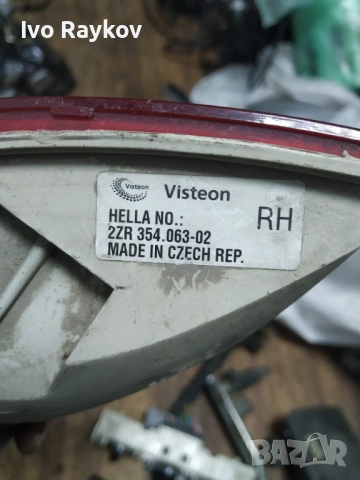 Ivo Raykov
Visteon Visteon
HELLA NO.: RH
2ZR 354.063-02
MADE IN CZECH REP.
BAZAR